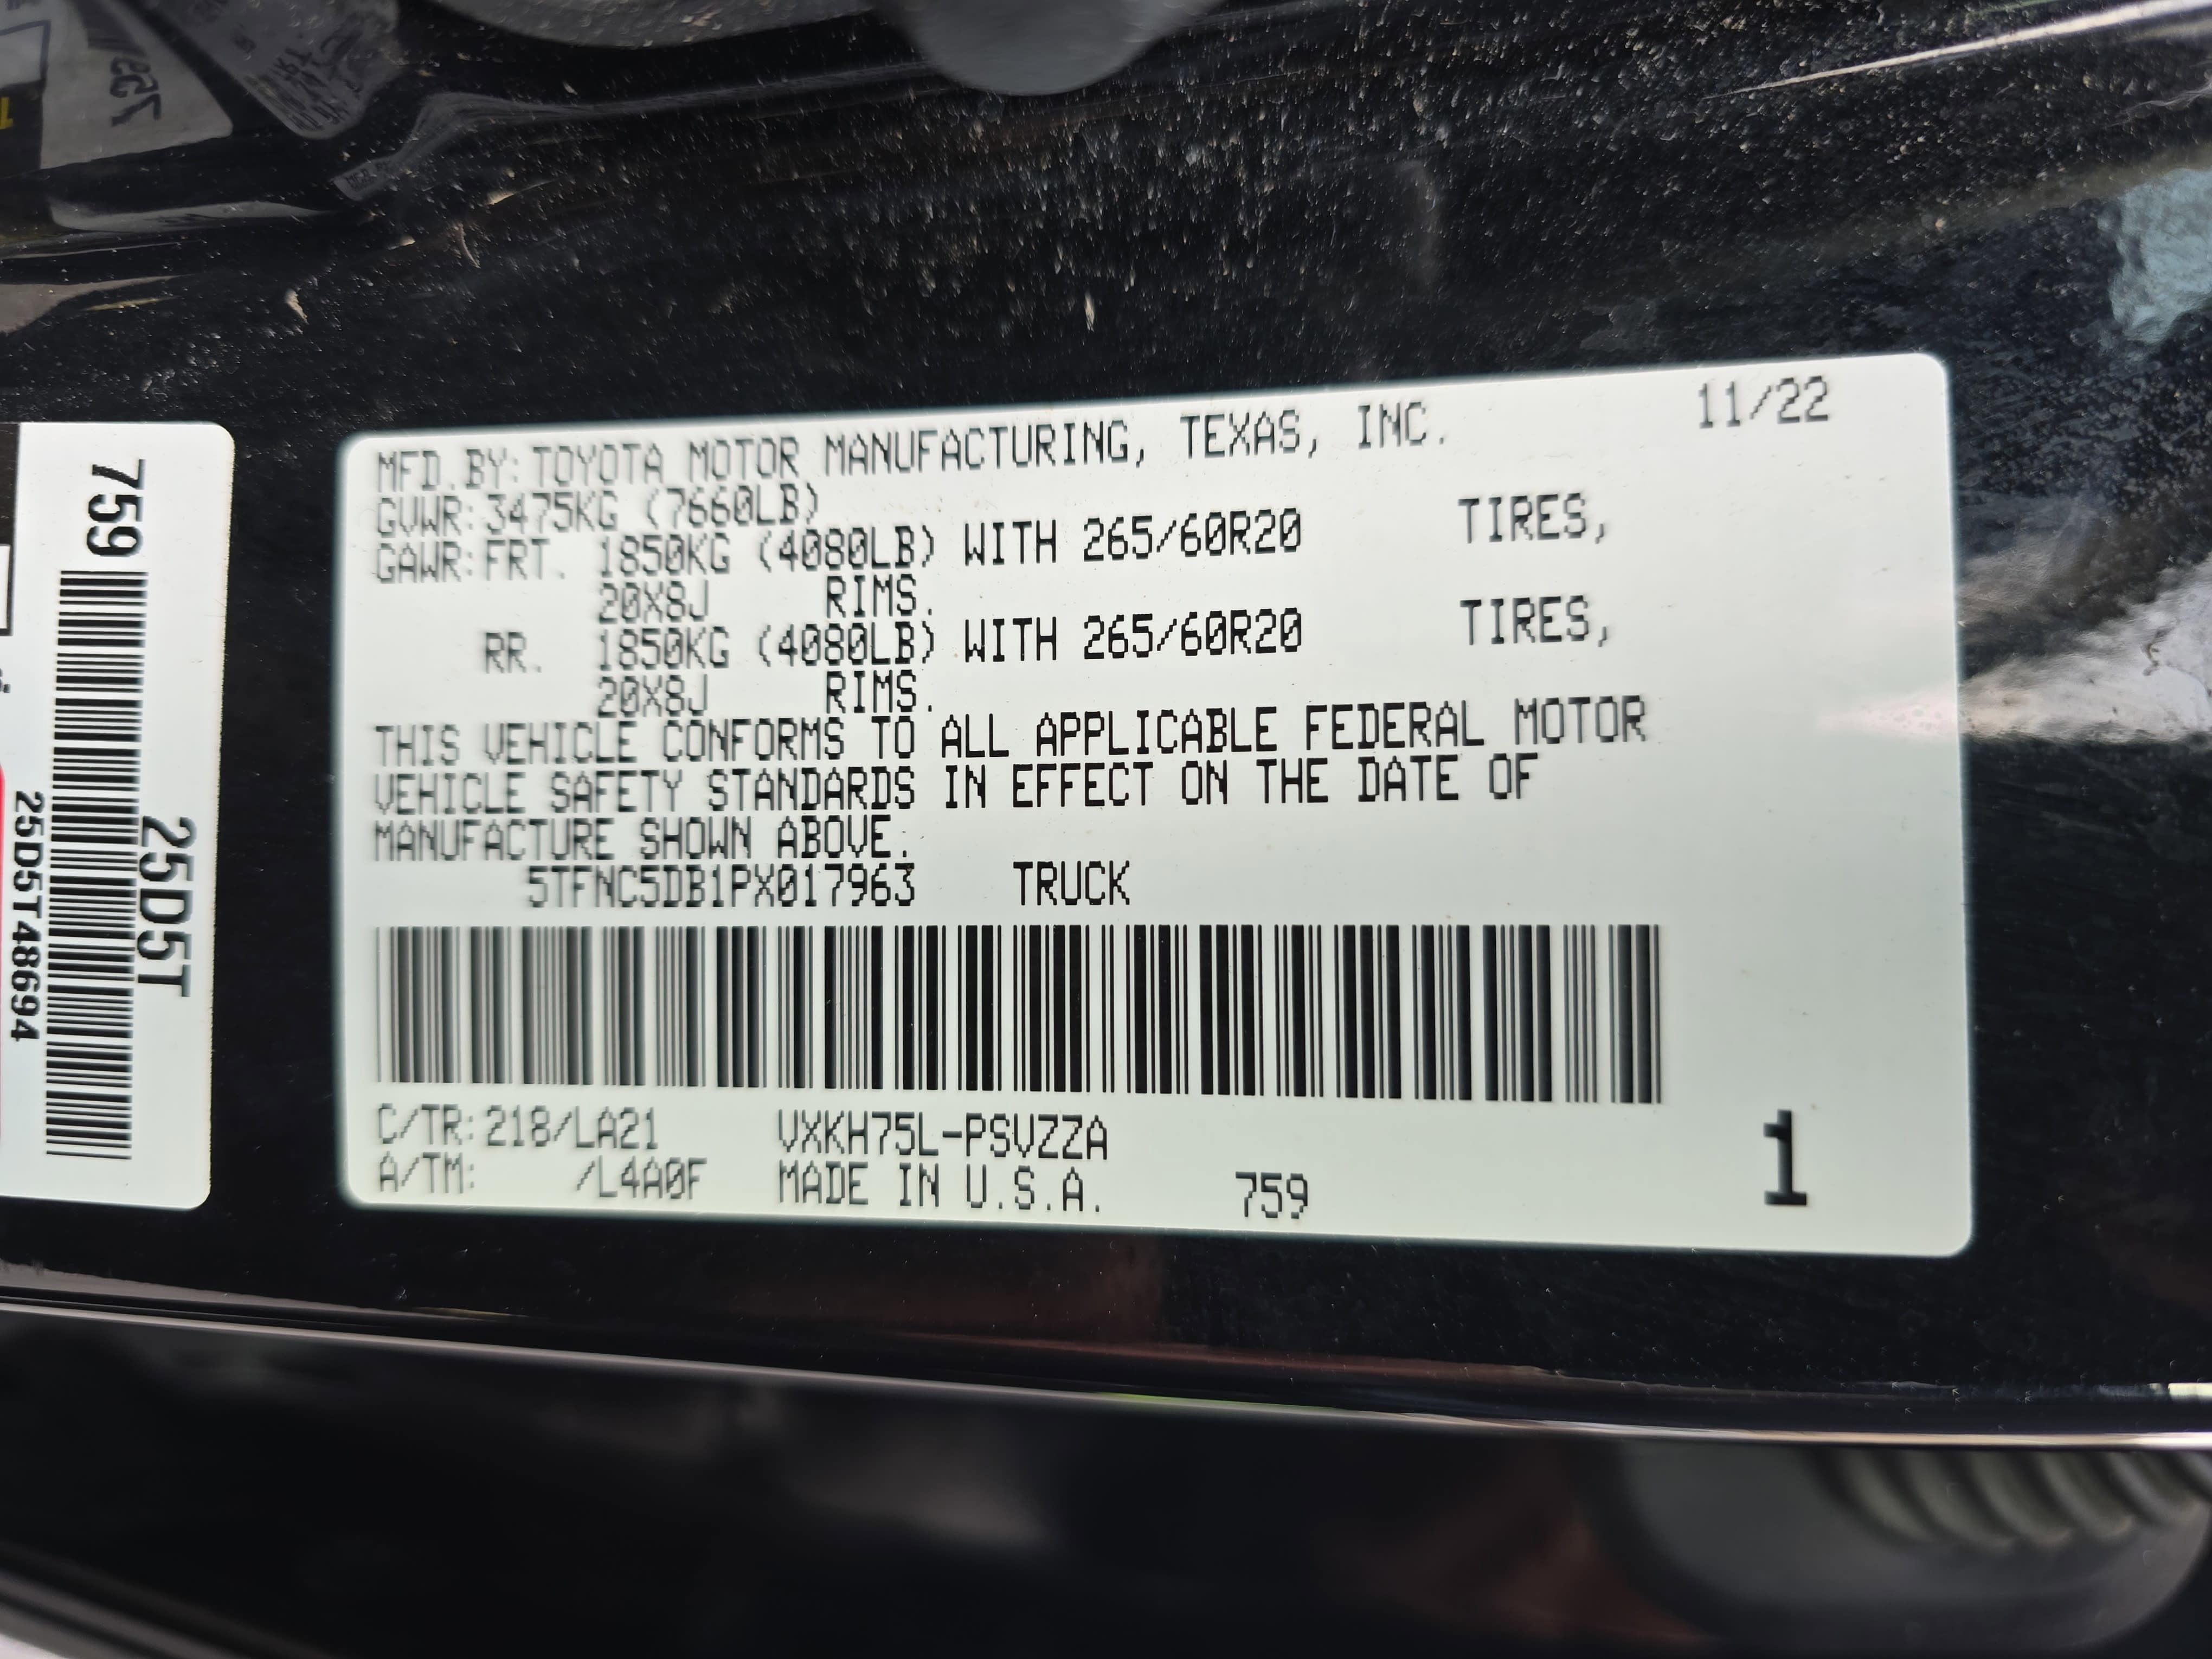 MFD.BY:TOYOTA MOTOR MANUFACTURING, TEXAS, INC. 11/22
GVWR:3475KG (7660LB)
GAWR:FRT. 1850KG (4080LB) WITH 265/60R20 TIRES,
20X8J RIMS.
RR. 1850KG (4080LB) WITH 265/60R20 TIRES,
20X8J RIMS.
THIS VEHICLE CONFORMS TO ALL APPLICABLE FEDERAL MOTOR
VEHICLE SAFETY STANDARDS IN EFFECT ON THE DATE OF
MANUFACTURE SHOWN ABOVE.
5TFNC5DB1PX017963 TRUCK
C/TR:218/LA21 VXKH75L-PSVZZA
A/TM: /L4A0F MADE IN U.S.A. 759 1
759
25D5T
25D5T48694